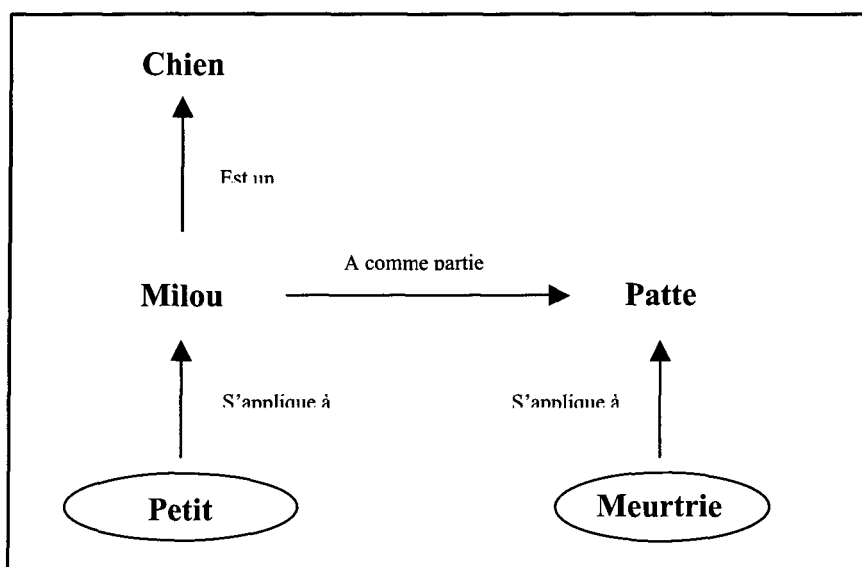 Chien
Est un
A comme partie
Milou
Patte
S'applique à
S'applique à
Petit
Meurtrie